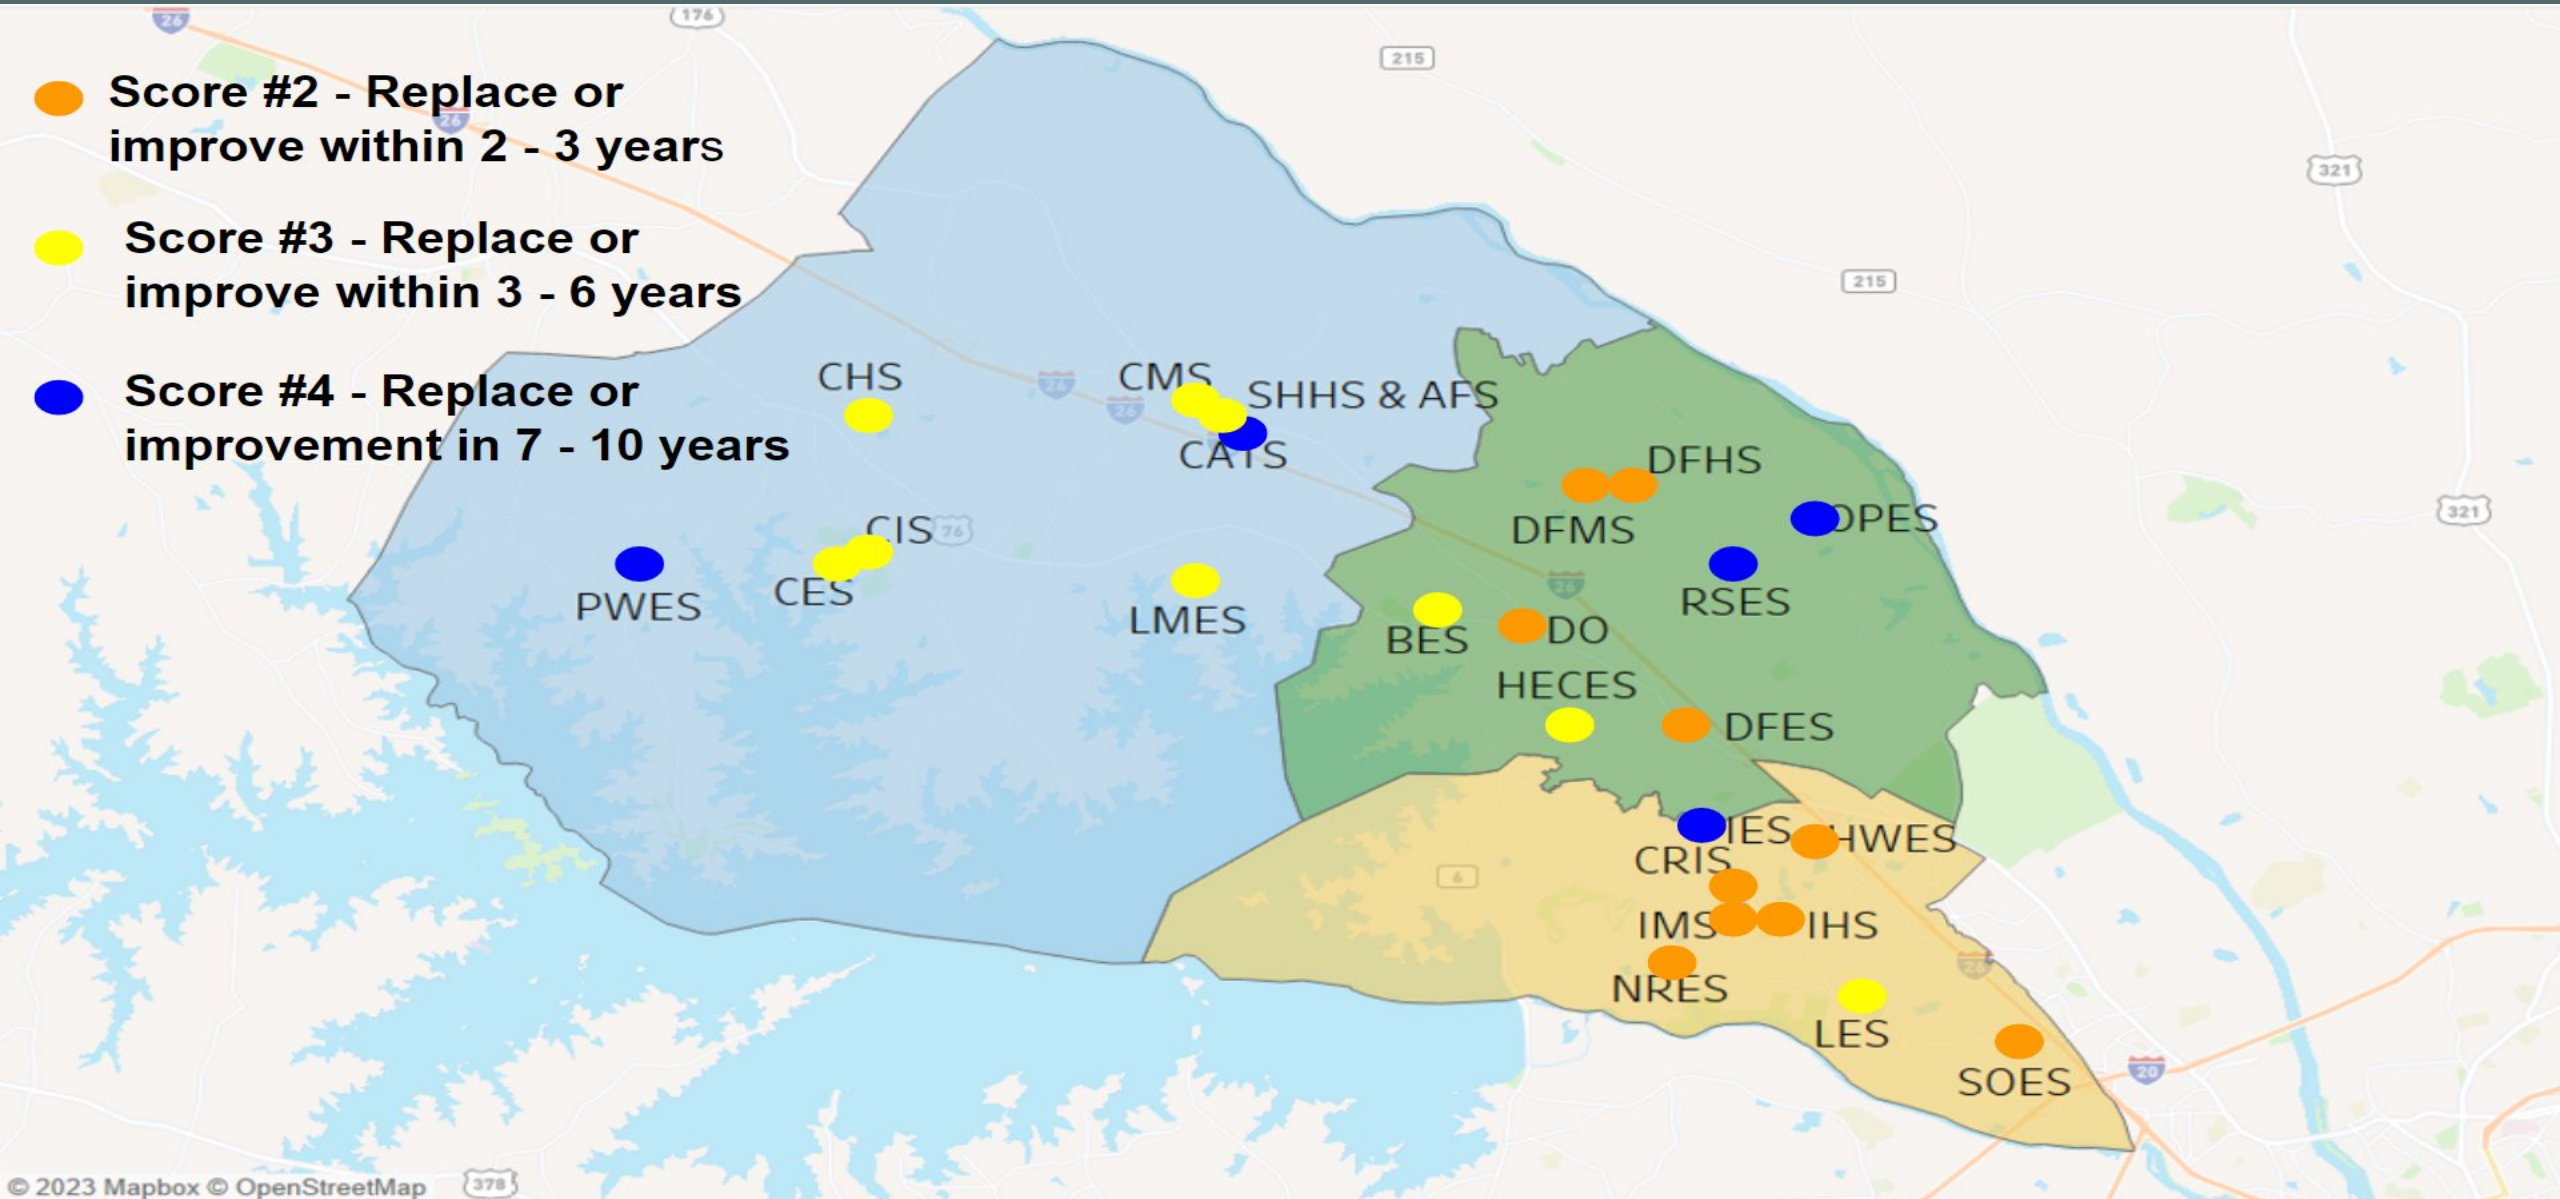 26
176
215
Score #2 - Replace or
improve within 2 - 3 years
26
321
Score #3 - Replace or
improve within 3 - 6 years
215
Score #4 - Replace or
improvement in 7 - 10 years
CHS
CMS
26
26
SHHS & AFS
CATS
DFHS
DFMS
OPES
321
CIS
76
CES
PWES
LMES
26
RSES
BES
DO
HECES
DFES
IES
HWES
CRIS
6
IMS
IHS
NRES
26
LES
SOES
20
© 2023 Mapbox © OpenStreetMap
378